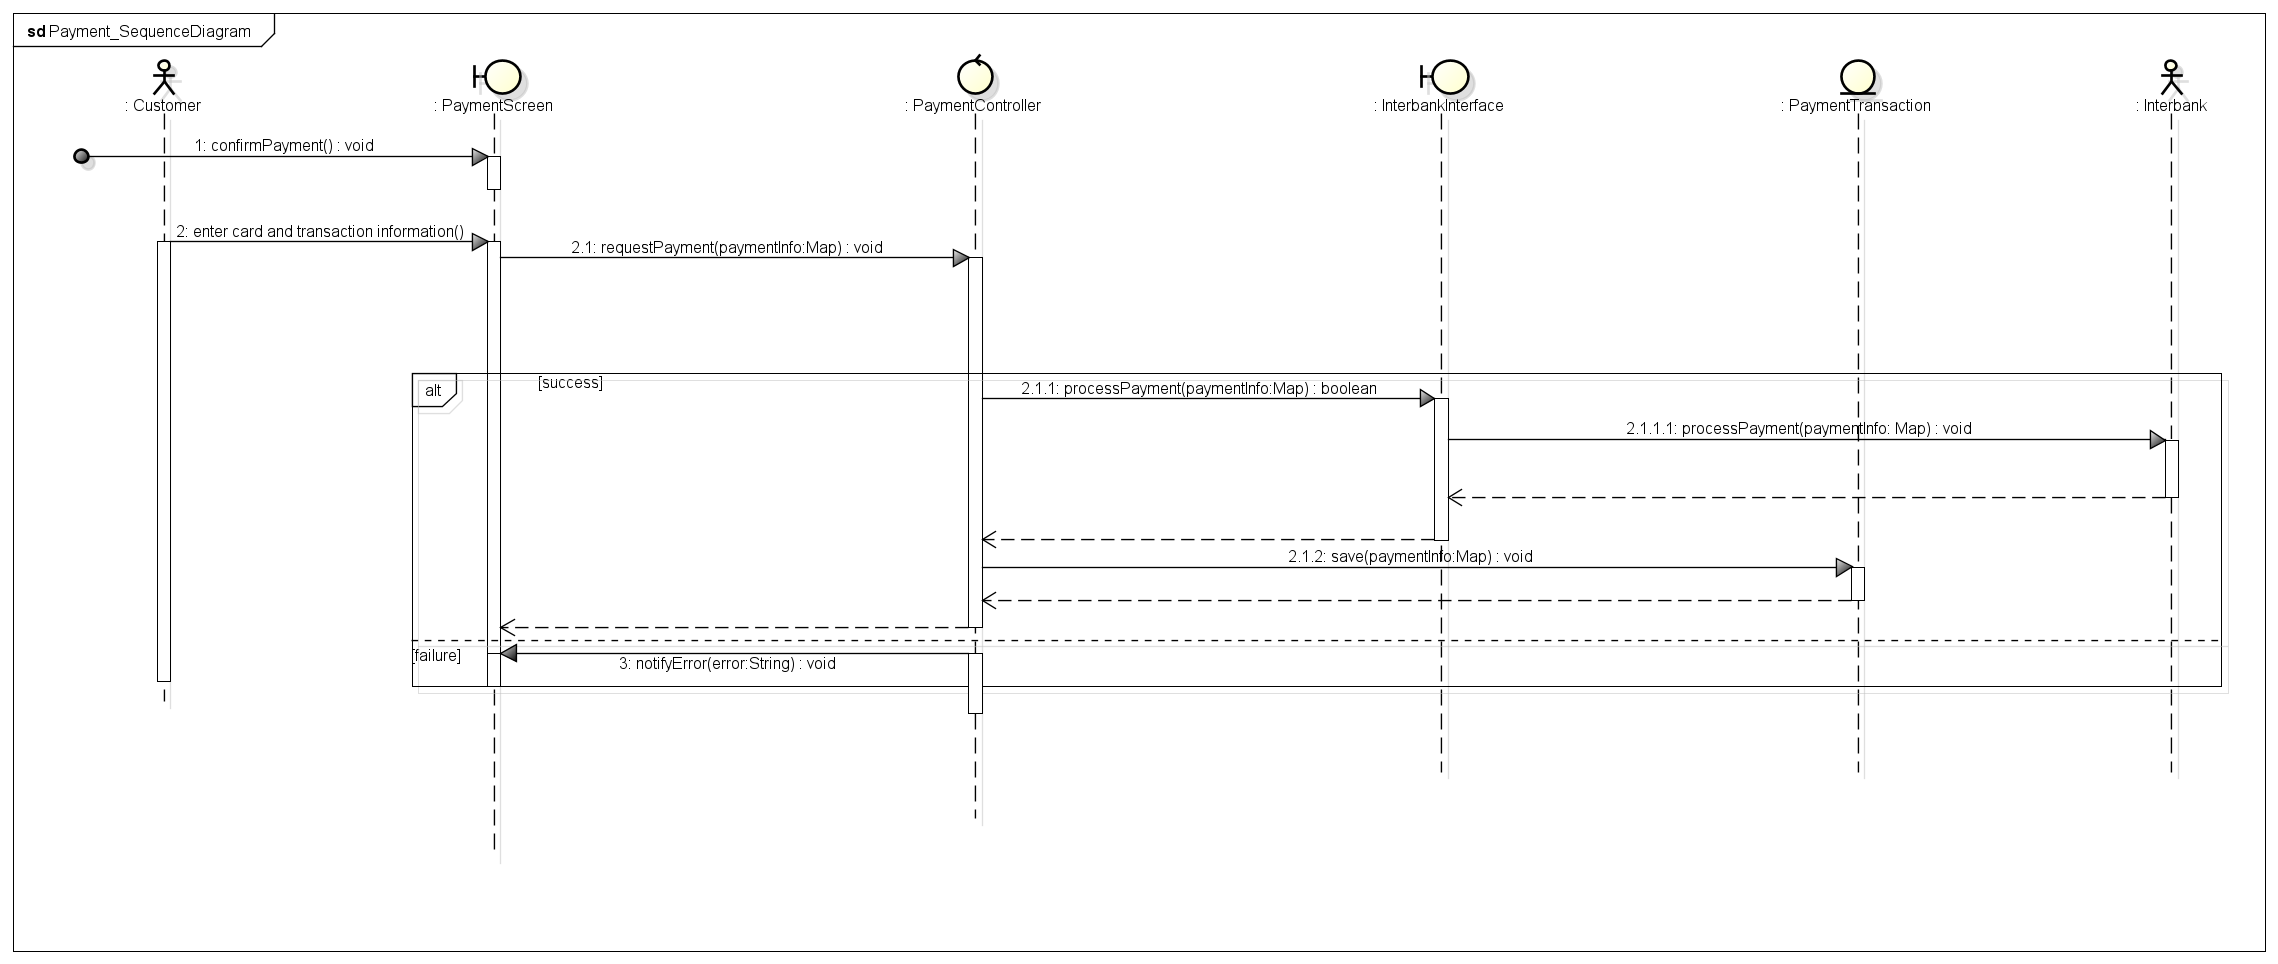 sd Payment_SequenceDiagram
: Customer
: PaymentScreen
: PaymentController
: InterbankInterface
: PaymentTransaction
: Interbank
1: confirmPayment() : void
2: enter card and transaction information()
2.1: requestPayment(paymentInfo:Map) : void
alt
[success]
2.1.1: processPayment(paymentInfo:Map) : boolean
2.1.1.1: processPayment(paymentInfo: Map) : void
2.1.2: save(paymentInfo:Map) : void
[failure]
3: notifyError(error:String) : void